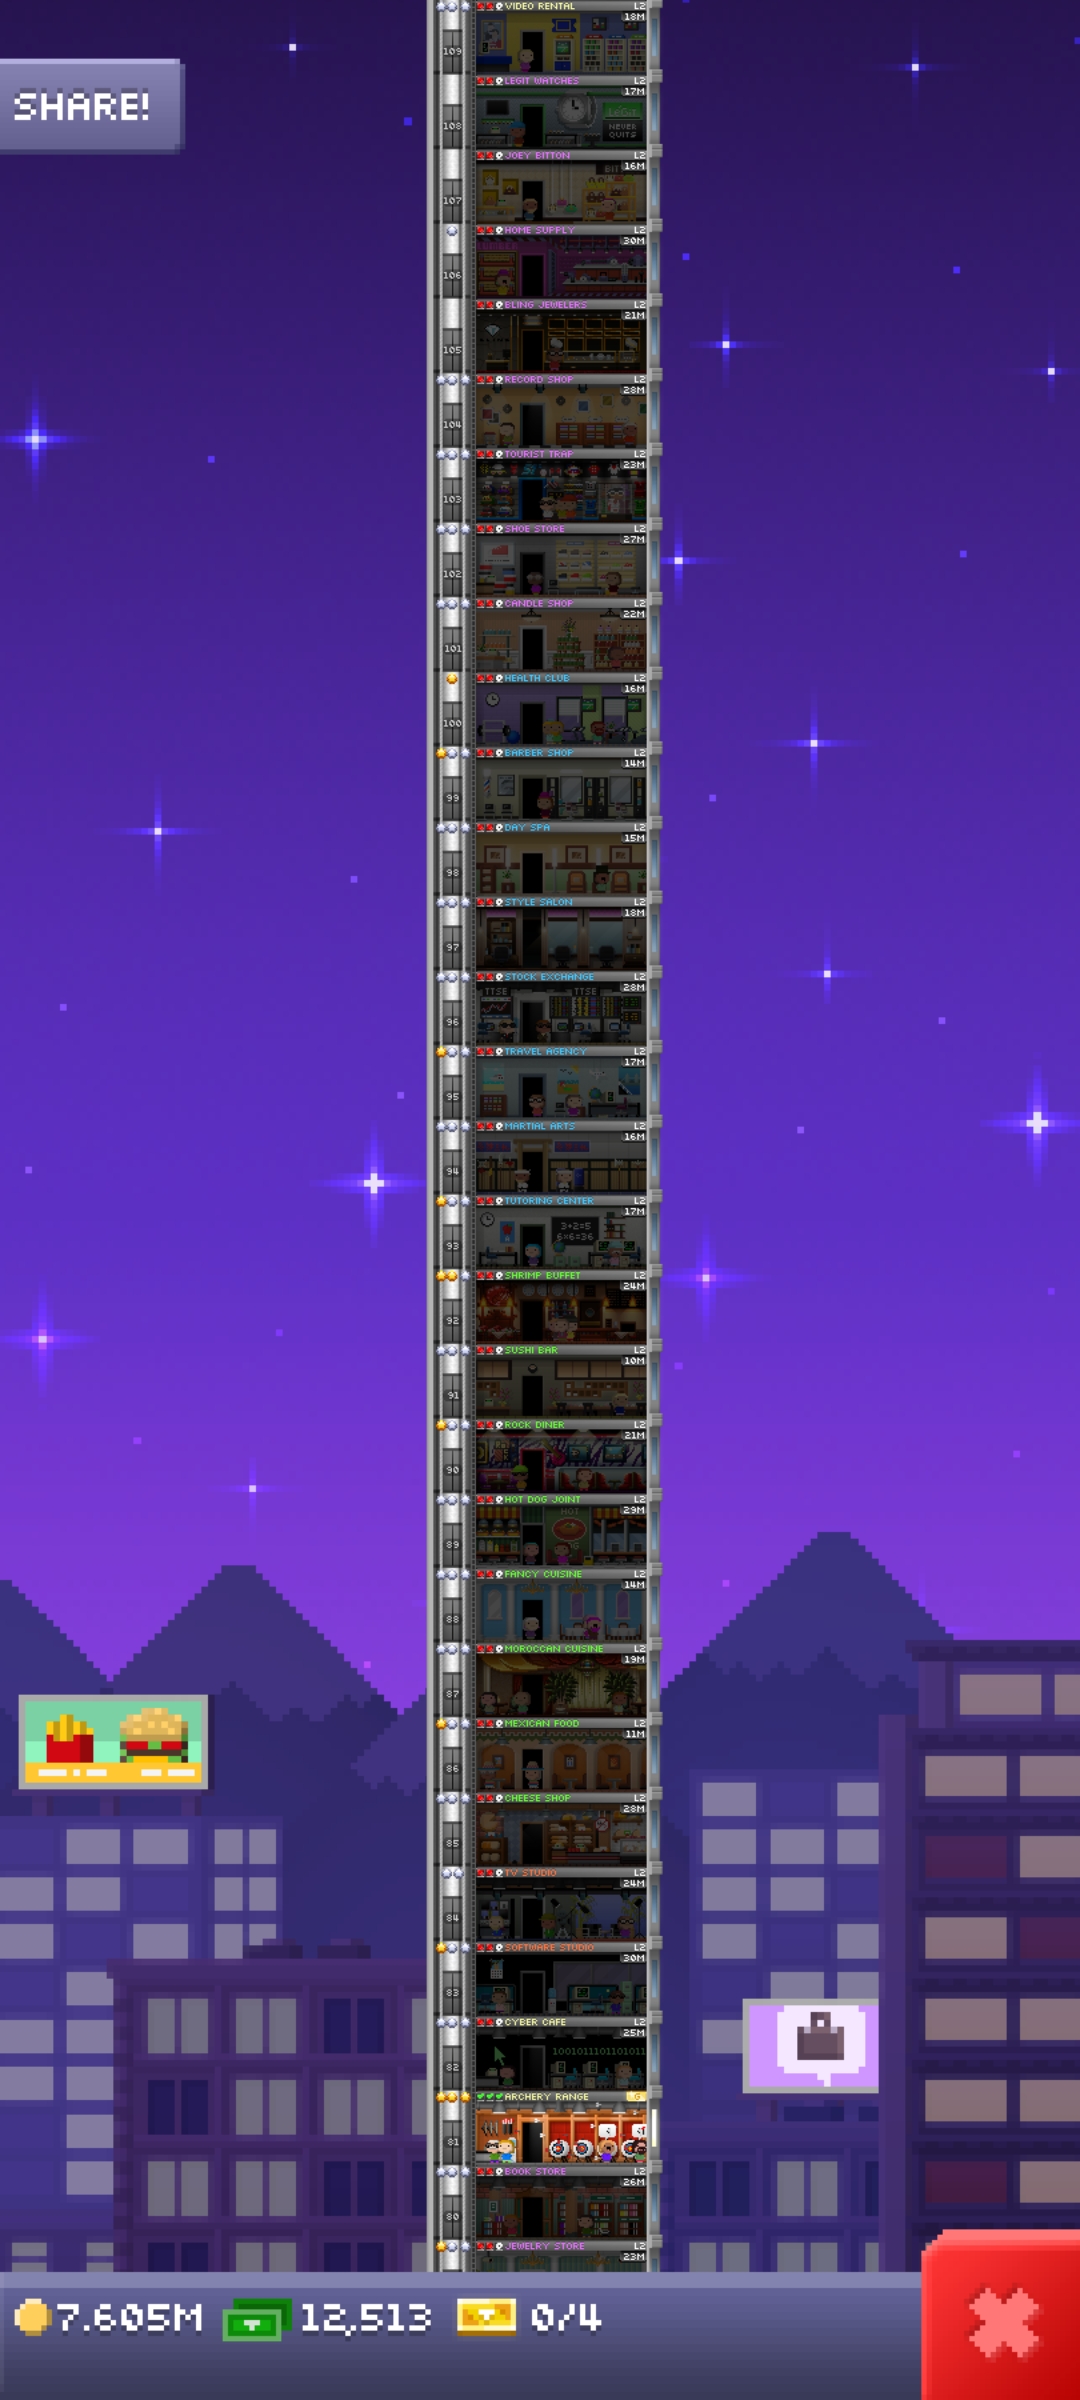 VIDEO RENTAL L2
18M
109
SHARE!
LEGIT WATCHES L2
17M
LEGIT
NEVER
QUITS
108
JOEY BITTON L2
16M
BIT
107
HOME SUPPLY L2
30M
106
BLING JEWELERS L2
21M
105
RECORD SHOP L2
28M
104
TOURIST TRAP L2
23M
103
SHOE STORE L2
27M
102
CANDLE SHOP L2
22M
101
HEALTH CLUB L2
16M
100
BARBER SHOP L2
14M
99
DAY SPA L2
15M
98
STYLE SALON L2
18M
97
STOCK EXCHANGE L2
28M
TTSE TTSE
96
TRAVEL AGENCY L2
17M
95
MARTIAL ARTS L2
16M
94
TUTORING CENTER L2
17M
3+2=5
6×6=36
93
SHRIMP BUFFET L2
24M
92
SUSHI BAR L2
10M
91
ROCK DINER L2
21M
90
HOT DOG JOINT L2
29M
HOT
89
FANCY CUISINE L2
14M
88
MOROCCAN CUISINE L2
19M
87
MEXICAN FOOD L2
11M
86
CHEESE SHOP L2
28M
85
TV STUDIO L2
24M
84
SOFTWARE STUDIO L2
30M
83
CYBER CAFE L2
25M
1001011101101011
82
ARCHERY RANGE
81
BOOK STORE L2
26M
80
JEWELRY STORE L2
23M
7.605M 12,513 0/4